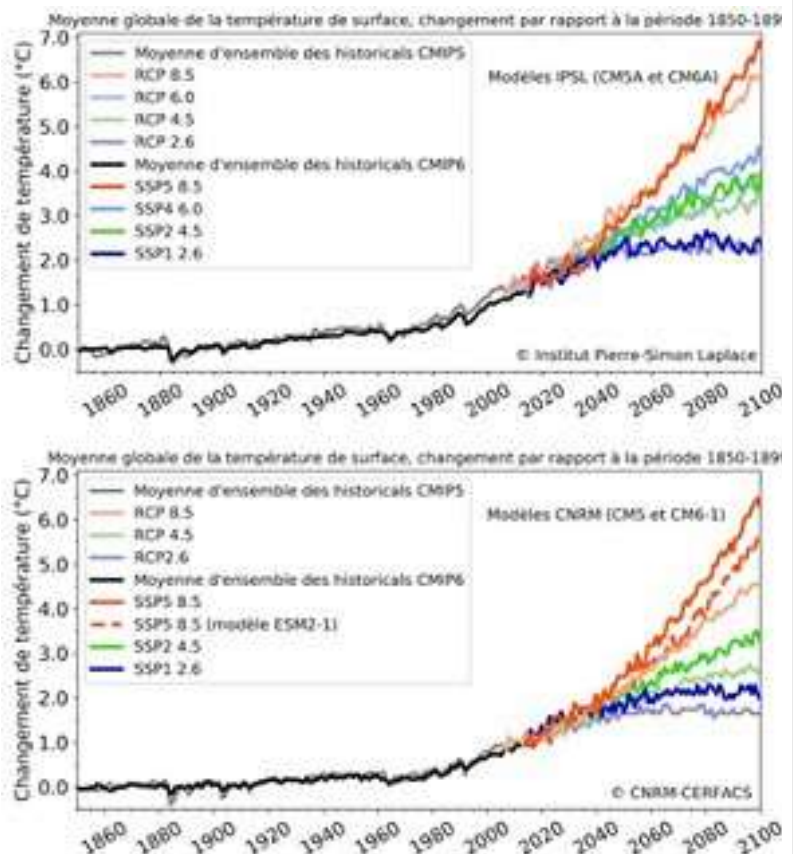 Moyenne globale de la température de surface, changement par rapport à la période 1850-189
Changement de température (°C)
7.0
6.0
5.0
4.0
3.0
2.0
1.0
0.0
Moyenne d'ensemble des historicals CMIP5
RCP 8.5
RCP 6.0
RCP 4.5
RCP 2.6
Moyenne d'ensemble des historicals CMIP6
SSP5 8.5
SSP4 6.0
SSP2 4.5
SSP1 2.6
Modèles IPSL (CM5A et CM6A)
© Institut Pierre-Simon Laplace
1860 1880 1900 1920 1940 1960 1980 2000 2020 2040 2060 2080 2100
Moyenne globale de la température de surface, changement par rapport à la période 1850-189
Changement de température (°C)
7.0
6.0
5.0
4.0
3.0
2.0
1.0
0.0
Moyenne d'ensemble des historicals CMIP5
RCP 8.5
RCP 4.5
RCP2.6
Moyenne d'ensemble des historicals CMIP6
SSP5 8.5
SSP5 8.5 (modèle ESM2-1)
SSP2 4.5
SSP1 2.6
Modèles CNRM (CM5 et CM6-1)
© CNRM-CERFACS
1860 1880 1900 1920 1940 1960 1980 2000 2020 2040 2060 2080 2100